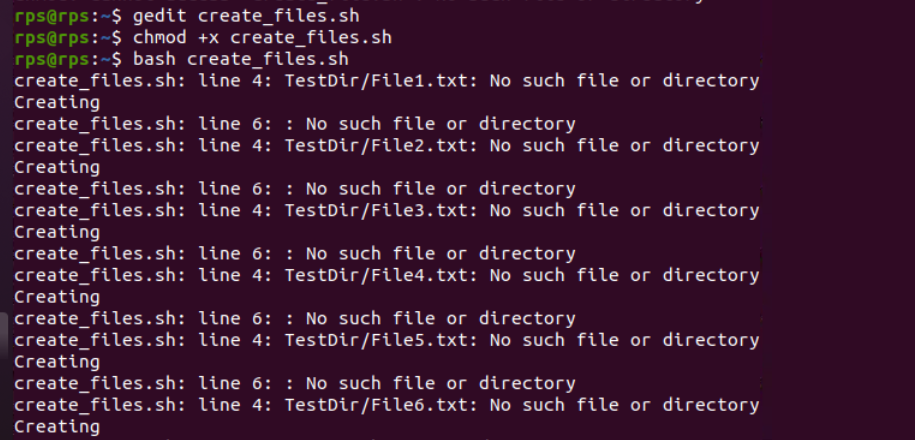 rps@rps:~$ gedit create_files.sh
rps@rps:~$ chmod +x create_files.sh
rps@rps:~$ bash create_files.sh
create_files.sh: line 4: TestDir/File1.txt: No such file or directory
Creating
create_files.sh: line 6: : No such file or directory
create_files.sh: line 4: TestDir/File2.txt: No such file or directory
Creating
create_files.sh: line 6: : No such file or directory
create_files.sh: line 4: TestDir/File3.txt: No such file or directory
Creating
create_files.sh: line 6: : No such file or directory
create_files.sh: line 4: TestDir/File4.txt: No such file or directory
Creating
create_files.sh: line 6: : No such file or directory
create_files.sh: line 4: TestDir/File5.txt: No such file or directory
Creating
create_files.sh: line 6: : No such file or directory
create_files.sh: line 4: TestDir/File6.txt: No such file or directory
Creating